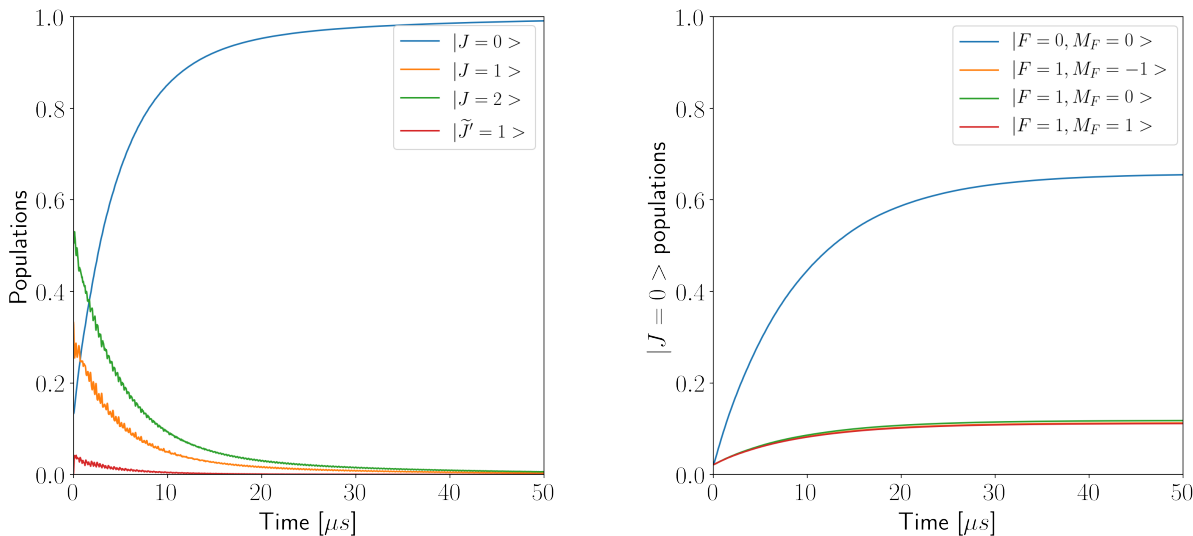 1.0
0.8
0.6
0.4
0.2
0.0
Populations
0
10
20
30
40
50
Time [μs]
|J = 0 >
|J = 1 >
|J = 2 >
|J̃′ = 1 >
1.0
0.8
0.6
0.4
0.2
0.0
|J = 0 > populations
0
10
20
30
40
50
Time [μs]
|F = 0, M_F = 0 >
|F = 1, M_F = −1 >
|F = 1, M_F = 0 >
|F = 1, M_F = 1 >